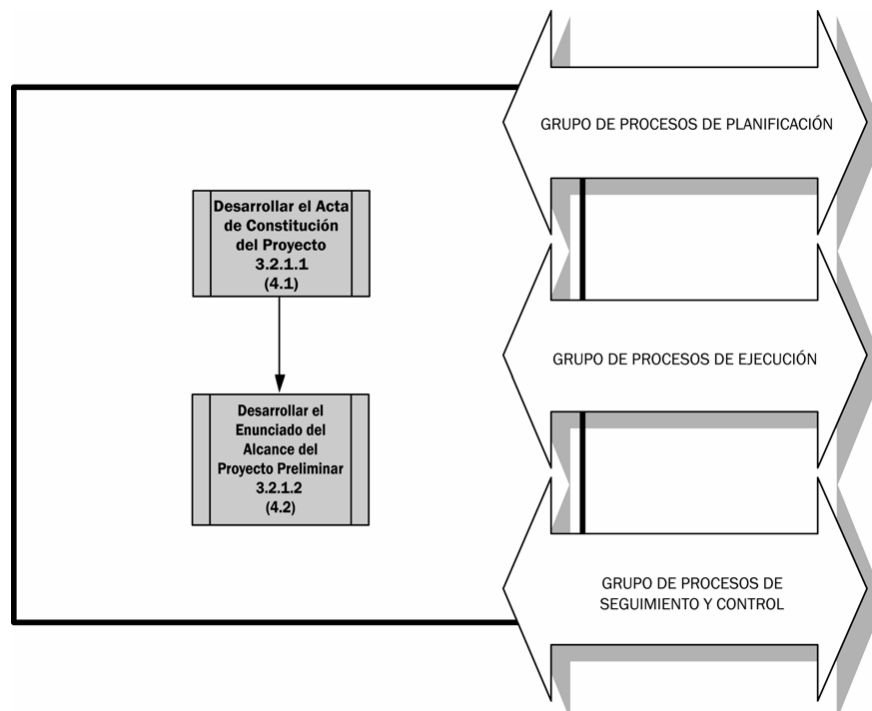 GRUPO DE PROCESOS DE PLANIFICACIÓN
Desarrollar el Acta
de Constitución
del Proyecto
3.2.1.1
(4.1)
GRUPO DE PROCESOS DE EJECUCIÓN
Desarrollar el
Enunciado del
Alcance del
Proyecto Preliminar
3.2.1.2
(4.2)
GRUPO DE PROCESOS DE
SEGUIMIENTO Y CONTROL